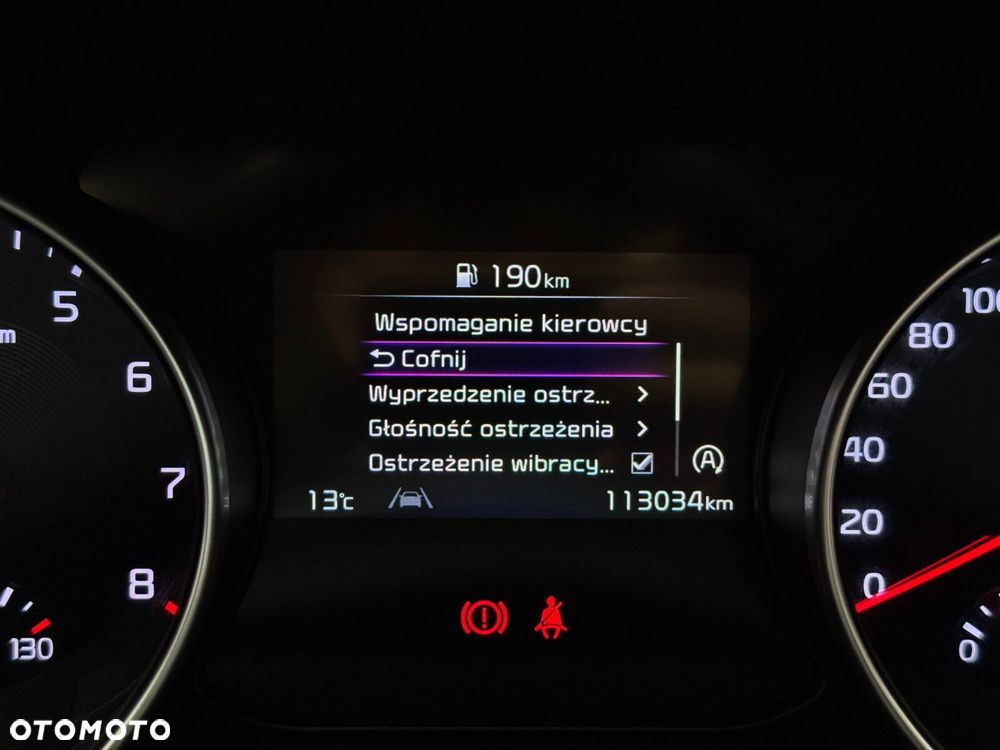 190km
Wspomaganie kierowcy
Cofnij
Wyprzedzenie ostrz...
Głośność ostrzeżenia
Ostrzeżenie wibracy...
A
13°C
113034km
5
6
7
8
130
100
80
60
40
20
0
0
OTOMOTO